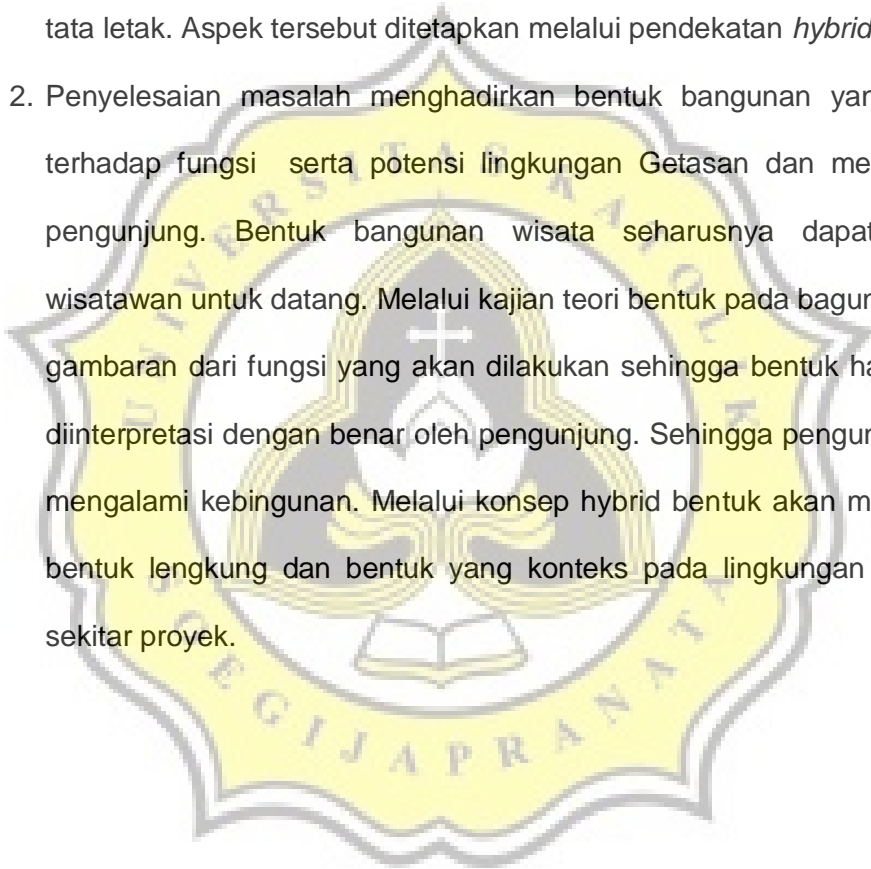 tata letak. Aspek tersebut ditetapkan melalui pendekatan hybrid
2. Penyelesaian masalah menghadirkan bentuk bangunan yan
terhadap fungsi serta potensi lingkungan Getasan dan me
pengunjung. Bentuk bangunan wisata seharusnya dapat
wisatawan untuk datang. Melalui kajian teori bentuk pada bagun
gambaran dari fungsi yang akan dilakukan sehingga bentuk ha
diinterpretasi dengan benar oleh pengunjung. Sehingga pengun
mengalami kebingunan. Melalui konsep hybrid bentuk akan m
bentuk lengkung dan bentuk yang konteks pada lingkungan
sekitar proyek.
UNIVERSITAS KATOLIK
SOEGIJAPRANATA